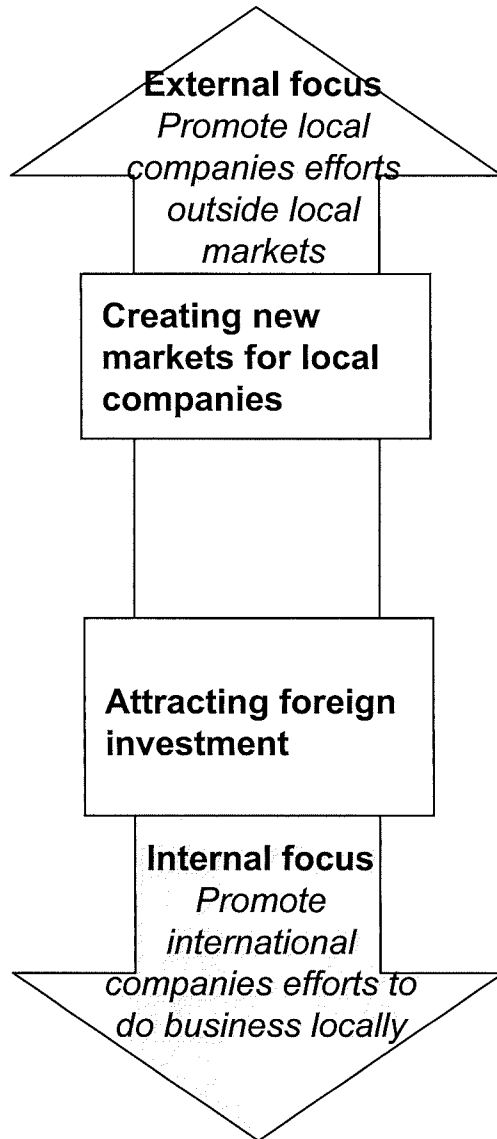 External focus
Promote local
companies efforts
outside local
markets
Creating new
markets for local
companies
Attracting foreign
investment
Internal focus
Promote
international
companies efforts to
do business locally